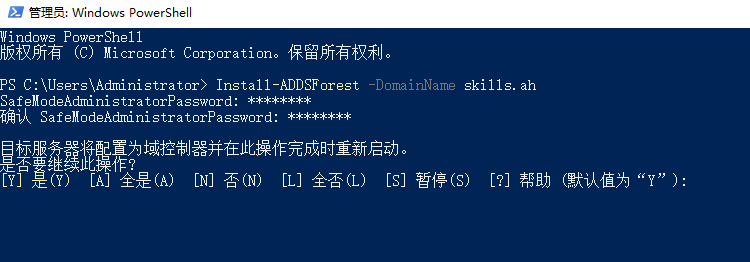 管理员: Windows PowerShell
Windows PowerShell
版权所有 (C) Microsoft Corporation。保留所有权利。
PS C:\Users\Administrator> Install-ADDSForest -DomainName skills.ah
SafeModeAdministratorPassword: ********
确认 SafeModeAdministratorPassword: ********
目标服务器将配置为域控制器并在此操作完成时重新启动。
是否要继续此操作?
[Y] 是(Y)  [A] 全是(A)  [N] 否(N)  [L] 全否(L)  [S] 暂停(S)  [?] 帮助 (默认值为“Y”):